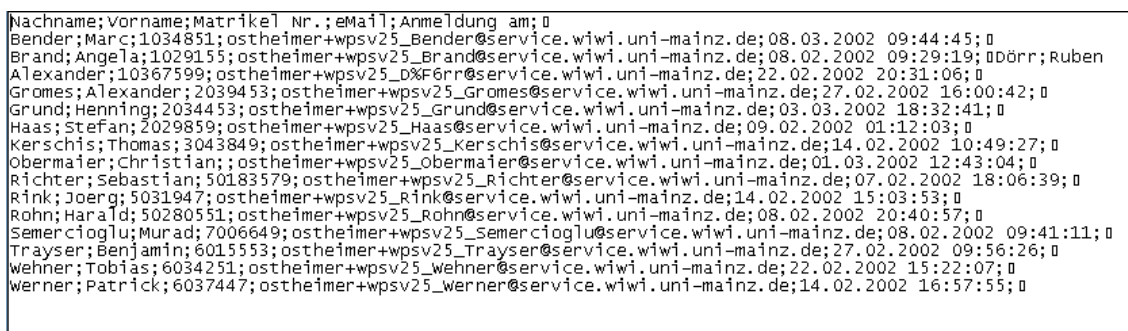 Nachname;Vorname;Matrikel Nr.;eMail;Anmeldung am;▯
Bender;Marc;1034851;ostheimer+wpsv25_Bender@service.wiwi.uni-mainz.de;08.03.2002 09:44:45;▯
Brand;Angela;1029155;ostheimer+wpsv25_Brand@service.wiwi.uni-mainz.de;08.02.2002 09:29:19;▯Dörr;Ruben
Alexander;10367599;ostheimer+wpsv25_D%F6rr@service.wiwi.uni-mainz.de;22.02.2002 20:31:06;▯
Gromes;Alexander;2039453;ostheimer+wpsv25_Gromes@service.wiwi.uni-mainz.de;27.02.2002 16:00:42;▯
Grund;Henning;2034453;ostheimer+wpsv25_Grund@service.wiwi.uni-mainz.de;03.03.2002 18:32:41;▯
Haas;Stefan;2029859;ostheimer+wpsv25_Haas@service.wiwi.uni-mainz.de;09.02.2002 01:12:03;▯
Kerschis;Thomas;3043849;ostheimer+wpsv25_Kerschis@service.wiwi.uni-mainz.de;14.02.2002 10:49:27;▯
Obermaier;Christian;;ostheimer+wpsv25_Obermaier@service.wiwi.uni-mainz.de;01.03.2002 12:43:04;▯
Richter;Sebastian;50183579;ostheimer+wpsv25_Richter@service.wiwi.uni-mainz.de;07.02.2002 18:06:39;▯
Rink;Joerg;5031947;ostheimer+wpsv25_Rink@service.wiwi.uni-mainz.de;14.02.2002 15:03:53;▯
Rohn;Harald;50280551;ostheimer+wpsv25_Rohn@service.wiwi.uni-mainz.de;08.02.2002 20:40:57;▯
Semercioglu;Murad;7006649;ostheimer+wpsv25_Semercioglu@service.wiwi.uni-mainz.de;08.02.2002 09:41:11;▯
Trayser;Benjamin;6015553;ostheimer+wpsv25_Trayser@service.wiwi.uni-mainz.de;27.02.2002 09:56:26;▯
Wehner;Tobias;6034251;ostheimer+wpsv25_Wehner@service.wiwi.uni-mainz.de;22.02.2002 15:22:07;▯
Werner;Patrick;6037447;ostheimer+wpsv25_Werner@service.wiwi.uni-mainz.de;14.02.2002 16:57:55;▯